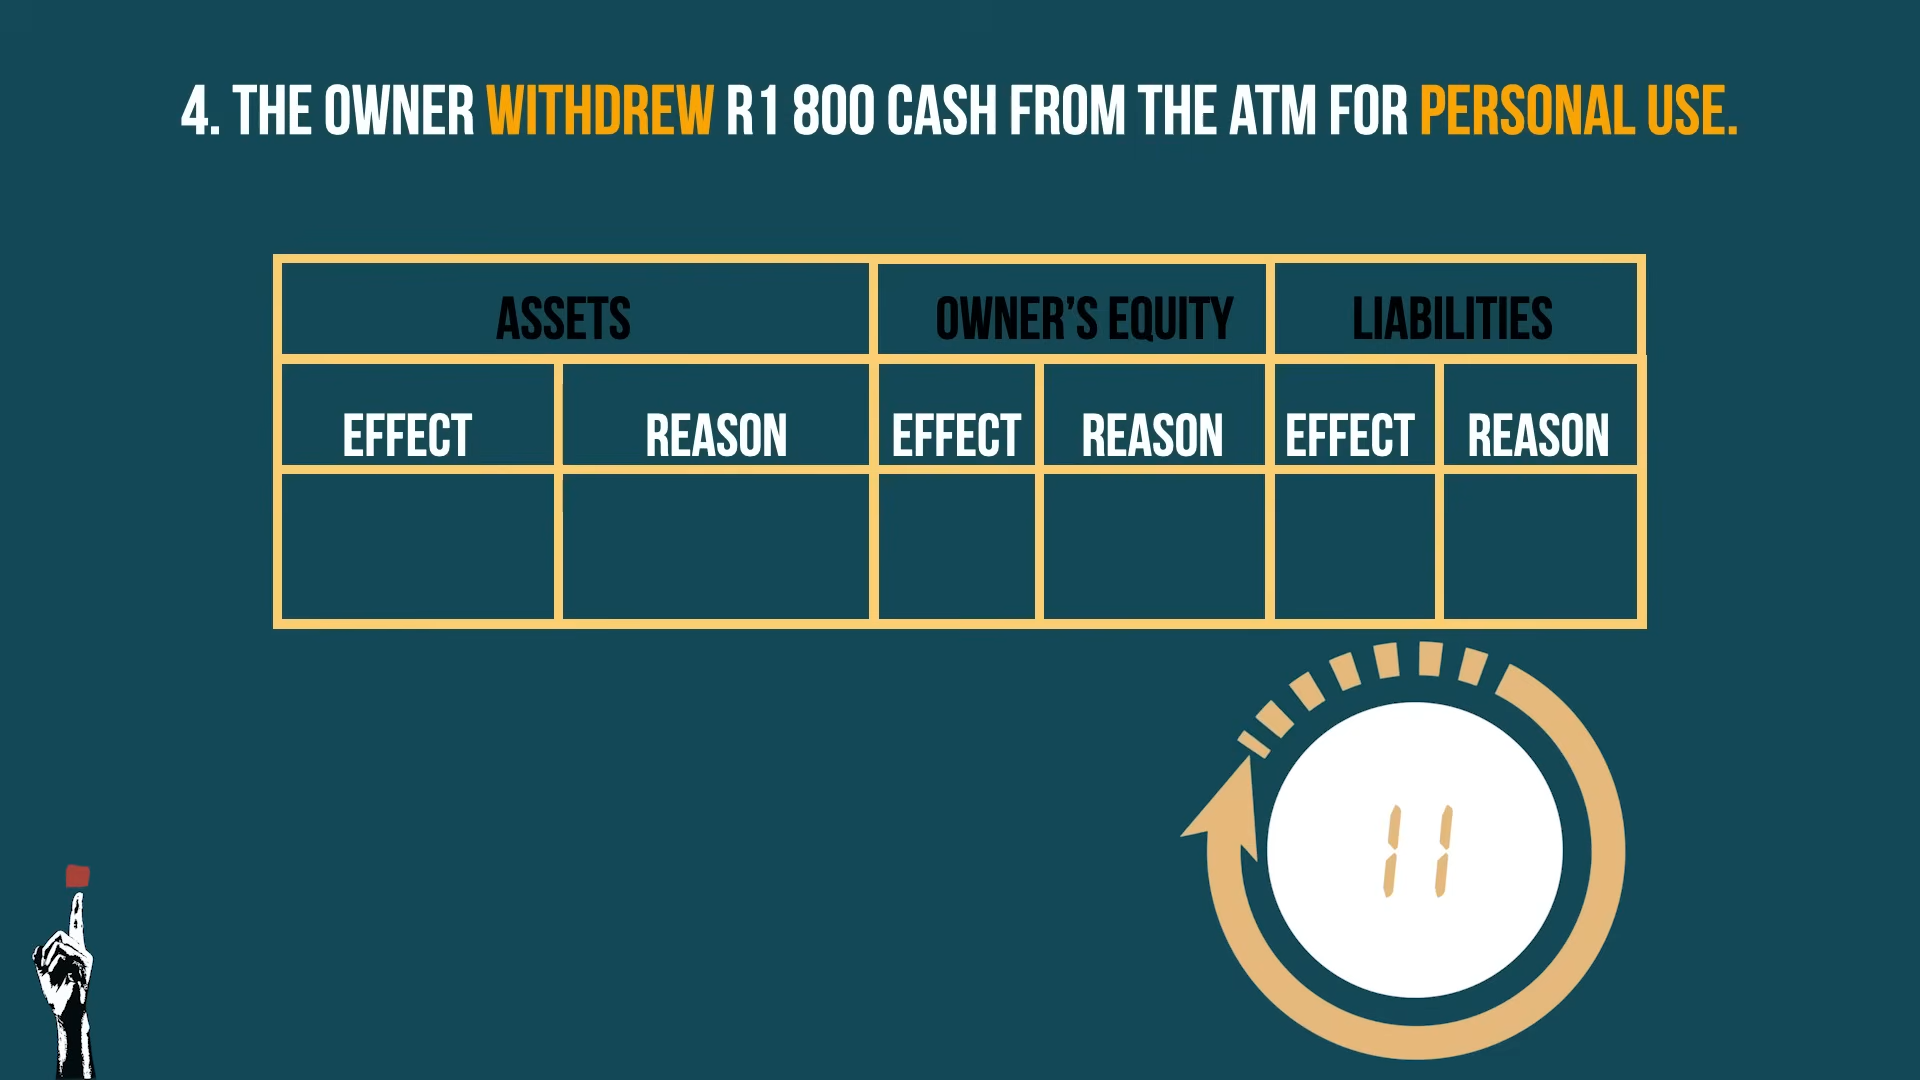 4. THE OWNER WITHDREW R1 800 CASH FROM THE ATM FOR PERSONAL USE.
ASSETS OWNER'S EQUITY LIABILITIES
EFFECT REASON EFFECT REASON EFFECT REASON
11